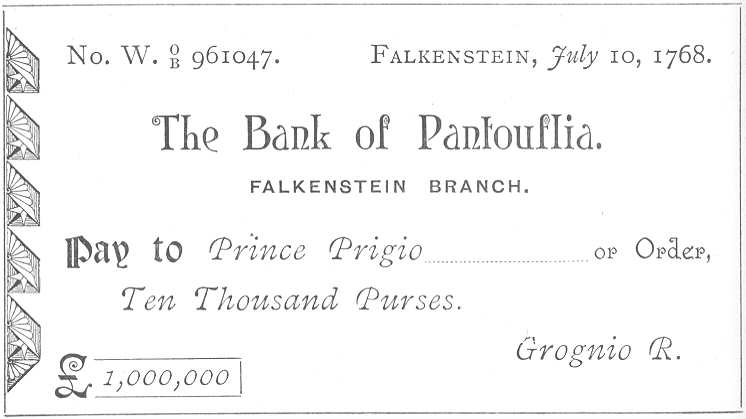 No. W. O/B 961047. FALKENSTEIN, July 10, 1768.
The Bank of Pantouflia.
FALKENSTEIN BRANCH.
Pay to Prince Prigio or Order,
Ten Thousand Purses.
Grognio R.
£ 1,000,000